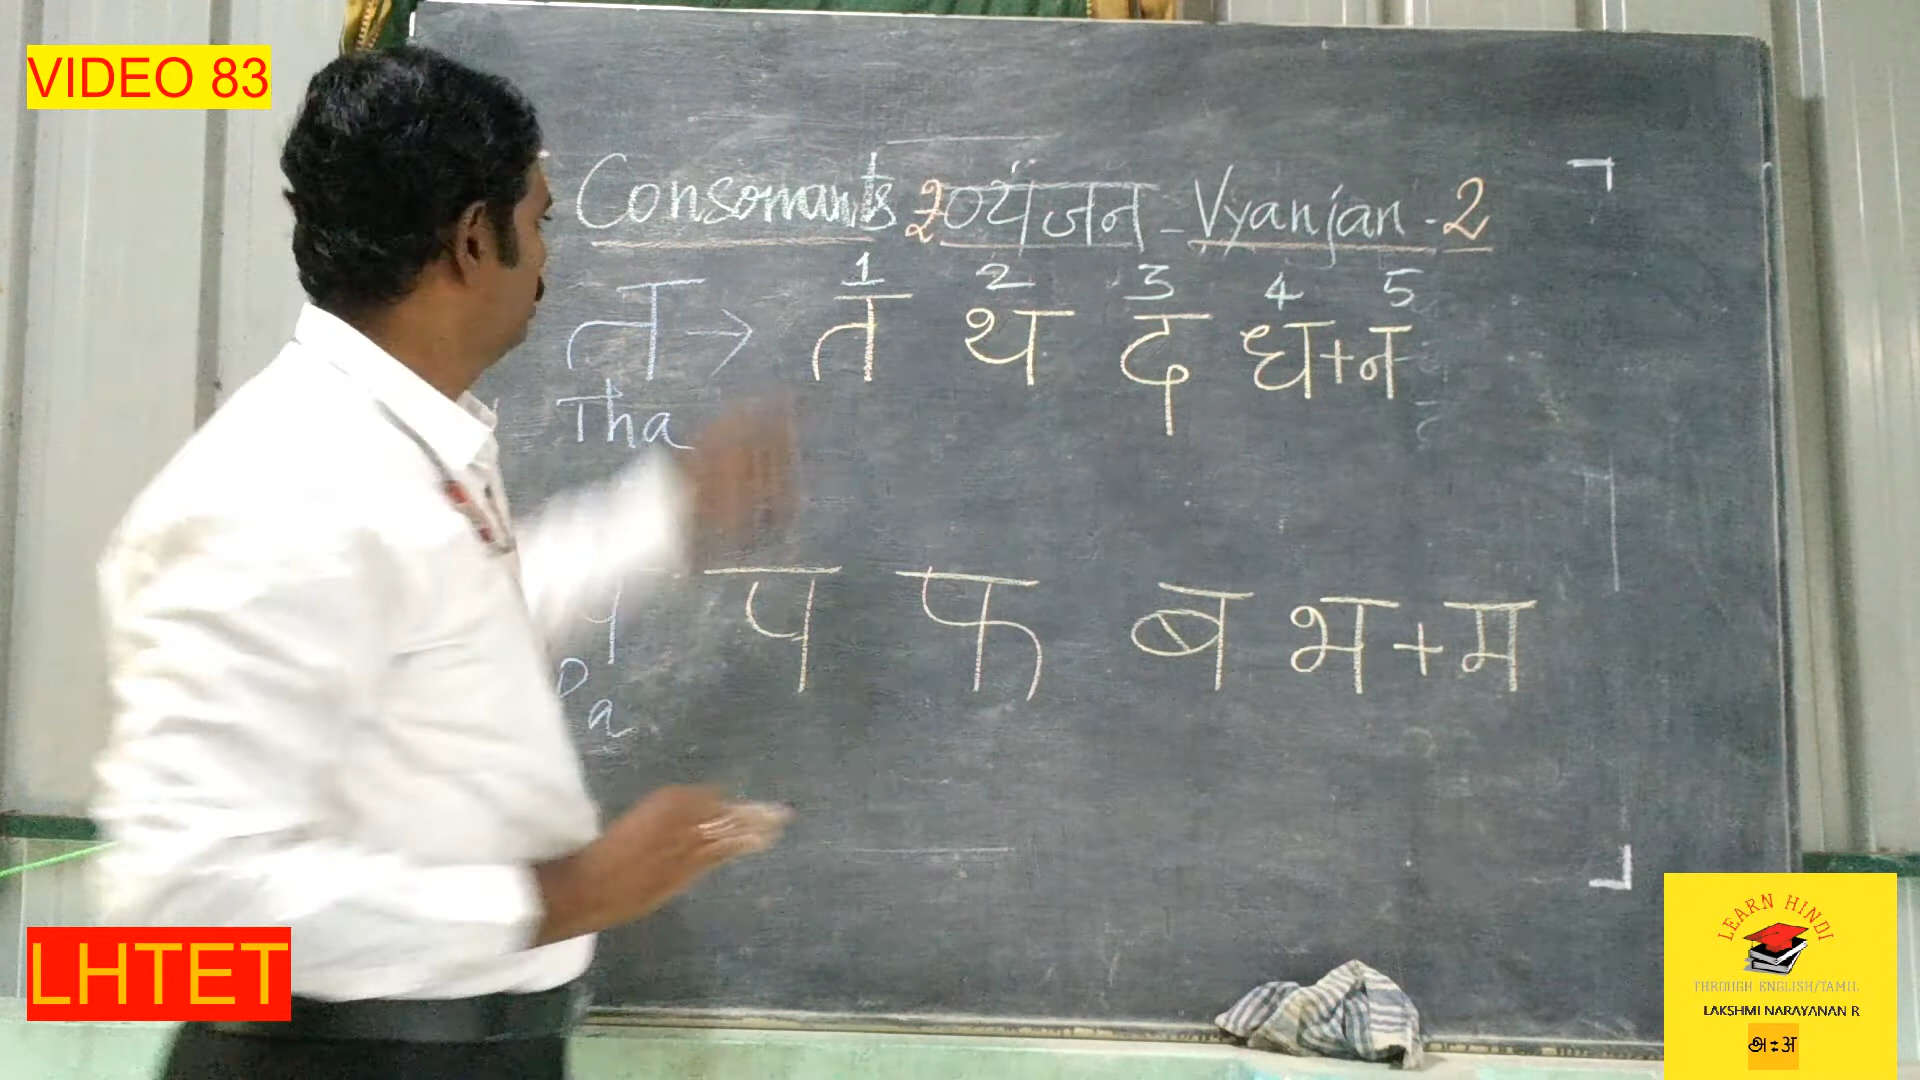 VIDEO 83
Consonants 2 व्यंजन - Vyanjan - 2
1 2 3 4 5
त → त थ द ध + न
Tha
प फ ब भ + म
Pa
LHTET
LEARN HINDI
THROUGH ENGLISH/TAMIL
LAKSHMI NARAYANAN R
அ : अ